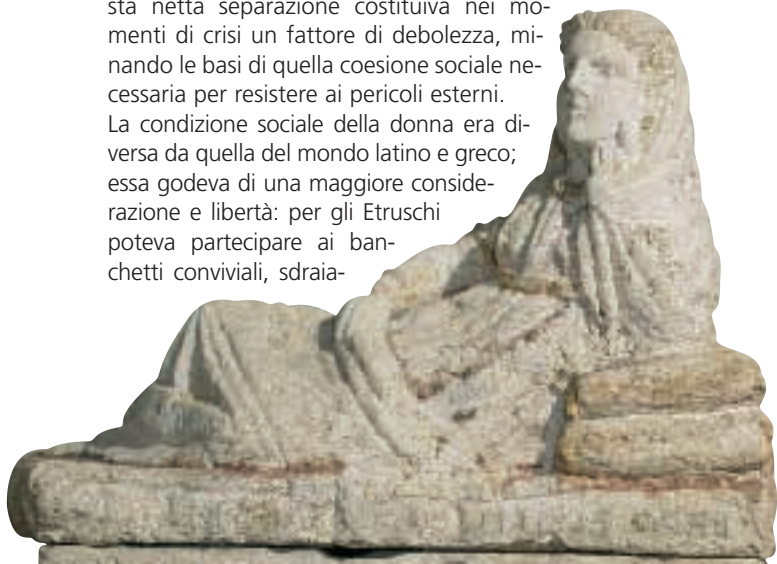 sta netta separazione costituiva nei mo-
menti di crisi un fattore di debolezza, mi-
nando le basi di quella coesione sociale ne-
cessaria per resistere ai pericoli esterni.
La condizione sociale della donna era di-
versa da quella del mondo latino e greco;
essa godeva di una maggiore conside-
razione e libertà: per gli Etruschi
poteva partecipare ai ban-
chetti conviviali, sdraia-